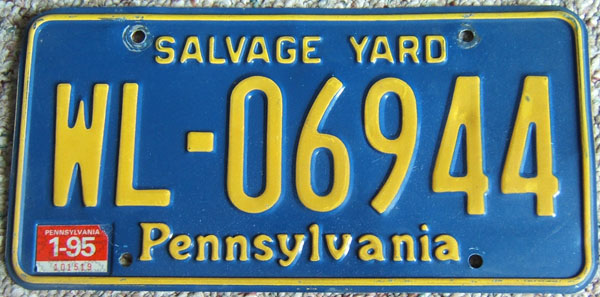 SALVAGE YARD
WL-06944
PENNSYLVANIA
1-95
Pennsylvania